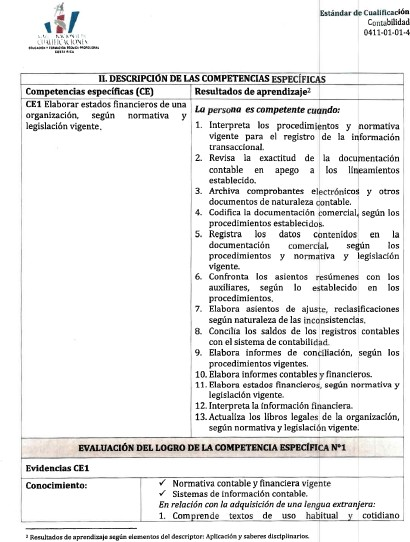 Estándar de Cualificación
Contabilidad
0411-01-01-4
CUALIFICACIONES
EDUCACIÓN Y FORMACIÓN TÉCNICA PROFESIONAL
COSTA RICA
II. DESCRIPCIÓN DE LAS COMPETENCIAS ESPECÍFICAS
Competencias específicas (CE)
Resultados de aprendizaje²
CE1 Elaborar estados financieros de una
organización, según normativa y
legislación vigente.
La persona es competente cuando:
1. Interpreta los procedimientos y normativa
vigente para el registro de la información
transaccional.
2. Revisa la exactitud de la documentación
contable en apego a los lineamientos
establecido.
3. Archiva comprobantes electrónicos y otros
documentos de naturaleza contable.
4. Codifica la documentación comercial, según los
procedimientos establecidos.
5. Registra los datos contenidos en la
documentación comercial, según los
procedimientos y normativa y legislación
vigente.
6. Confronta los asientos resúmenes con los
auxiliares, según lo establecido en los
procedimientos.
7. Elabora asientos de ajuste, reclasificaciones
según naturaleza de las inconsistencias.
8. Concilia los saldos de los registros contables
con el sistema de contabilidad.
9. Elabora informes de conciliación, según los
procedimientos vigentes.
10. Elabora informes contables y financieros.
11. Elabora estados financieros, según normativa y
legislación vigente.
12. Interpreta la información financiera.
13. Actualiza los libros legales de la organización,
según normativa y legislación vigente.
EVALUACIÓN DEL LOGRO DE LA COMPETENCIA ESPECÍFICA N°1
Evidencias CE1
Conocimiento:
✓ Normativa contable y financiera vigente
✓ Sistemas de información contable.
En relación con la adquisición de una lengua extranjera:
1. Comprende textos de uso habitual y cotidiano
² Resultados de aprendizaje según elementos del descriptor: Aplicación y saberes disciplinarios.